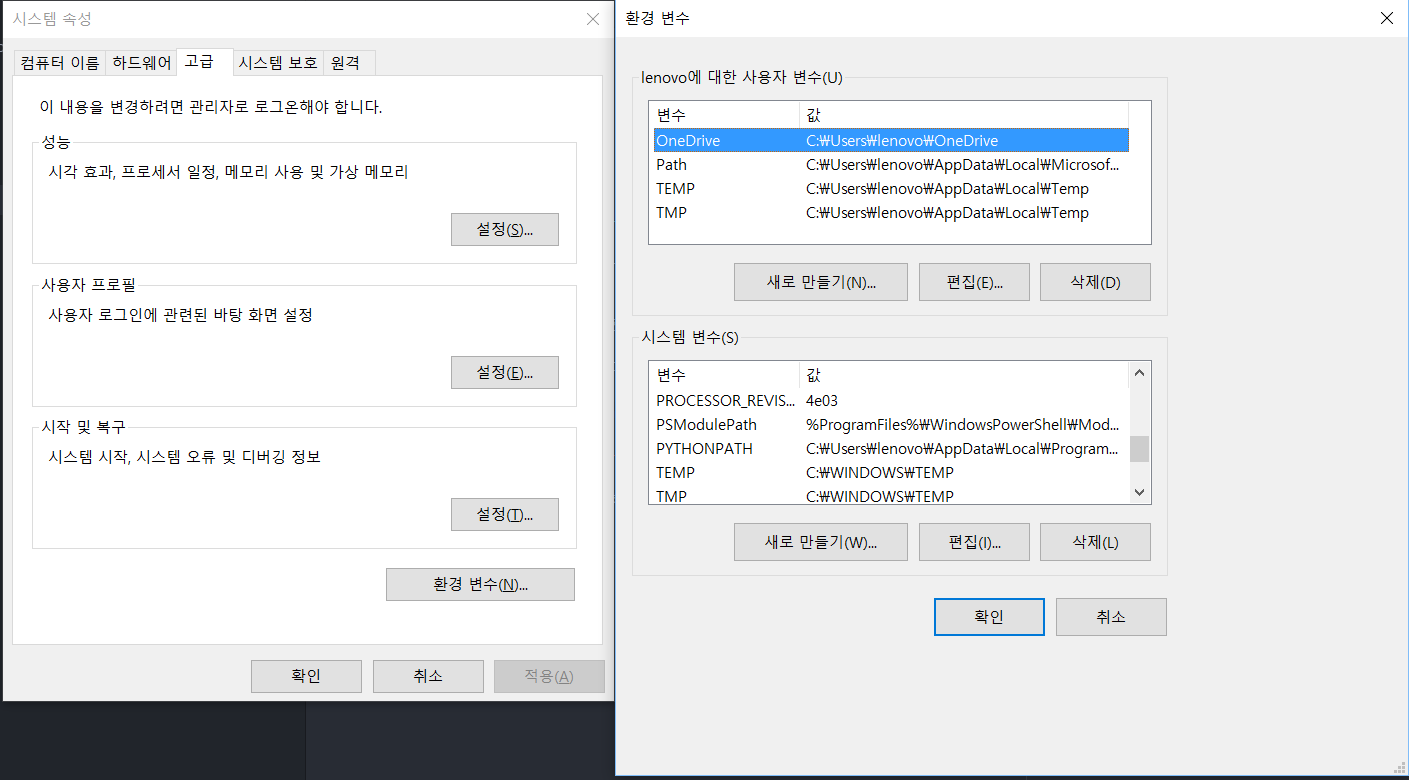 시스템 속성
컴퓨터 이름 하드웨어 고급 시스템 보호 원격
이 내용을 변경하려면 관리자로 로그온해야 합니다.
성능
시각 효과, 프로세서 일정, 메모리 사용 및 가상 메모리
설정(S)...
사용자 프로필
사용자 로그인에 관련된 바탕 화면 설정
설정(E)...
시작 및 복구
시스템 시작, 시스템 오류 및 디버깅 정보
설정(T)...
환경 변수(N)...
확인 취소 적용(A)
환경 변수
lenovo에 대한 사용자 변수(U)
변수 값
OneDrive C:₩Users₩lenovo₩OneDrive
Path C:₩Users₩lenovo₩AppData₩Local₩Microsof...
TEMP C:₩Users₩lenovo₩AppData₩Local₩Temp
TMP C:₩Users₩lenovo₩AppData₩Local₩Temp
새로 만들기(N)... 편집(E)... 삭제(D)
시스템 변수(S)
변수 값
PROCESSOR_REVIS... 4e03
PSModulePath %ProgramFiles%₩WindowsPowerShell₩Mod...
PYTHONPATH C:₩Users₩lenovo₩AppData₩Local₩Program...
TEMP C:₩WINDOWS₩TEMP
TMP C:₩WINDOWS₩TEMP
새로 만들기(W)... 편집(I)... 삭제(L)
확인 취소